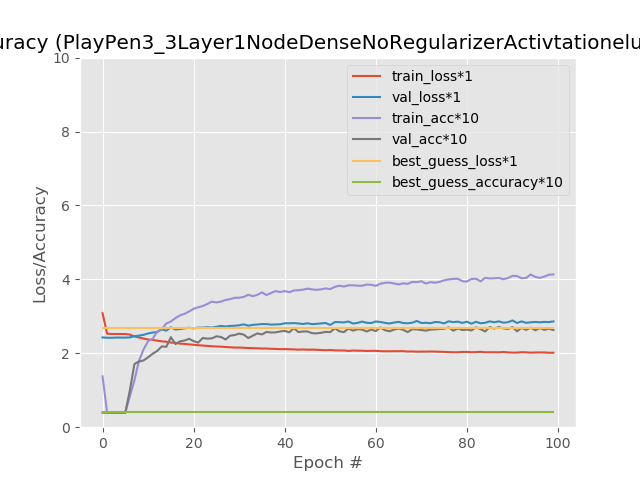 uracy (PlayPen3_3Layer1NodeDenseNoRegularizerActivtationelu
10
8
6
4
2
0
Loss/Accuracy
train_loss*1
val_loss*1
train_acc*10
val_acc*10
best_guess_loss*1
best_guess_accuracy*10
0 20 40 60 80 100
Epoch #